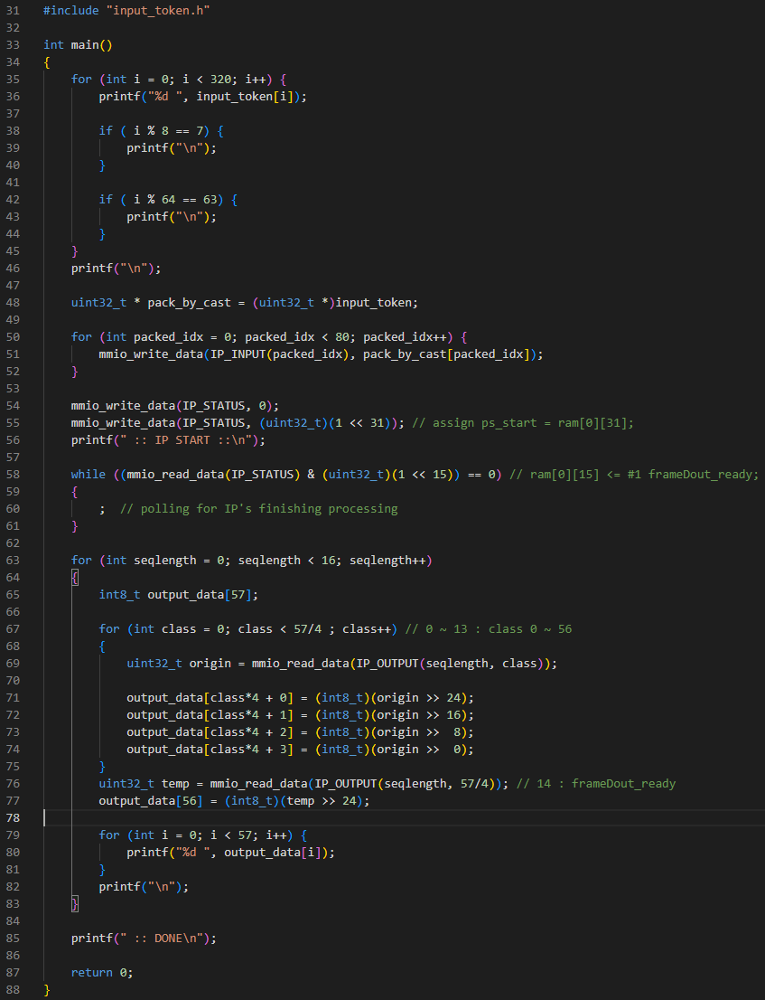 31 #include "input_token.h"
32
33 int main()
34 {
35     for (int i = 0; i < 320; i++) {
36         printf("%d ", input_token[i]);
37
38         if ( i % 8 == 7) {
39             printf("\n");
40         }
41
42         if ( i % 64 == 63) {
43             printf("\n");
44         }
45     }
46     printf("\n");
47
48     uint32_t * pack_by_cast = (uint32_t *)input_token;
49
50     for (int packed_idx = 0; packed_idx < 80; packed_idx++) {
51         mmio_write_data(IP_INPUT(packed_idx), pack_by_cast[packed_idx]);
52     }
53
54     mmio_write_data(IP_STATUS, 0);
55     mmio_write_data(IP_STATUS, (uint32_t)(1 << 31)); // assign ps_start = ram[0][31];
56     printf(" :: IP START ::\n");
57
58     while ((mmio_read_data(IP_STATUS) & (uint32_t)(1 << 15)) == 0) // ram[0][15] <= #1 frameDout_ready;
59     {
60         ;  // polling for IP's finishing processing
61     }
62
63     for (int seqlength = 0; seqlength < 16; seqlength++)
64     {
65         int8_t output_data[57];
66
67         for (int class = 0; class < 57/4 ; class++) // 0 ~ 13 : class 0 ~ 56
68         {
69             uint32_t origin = mmio_read_data(IP_OUTPUT(seqlength, class));
70
71             output_data[class*4 + 0] = (int8_t)(origin >> 24);
72             output_data[class*4 + 1] = (int8_t)(origin >> 16);
73             output_data[class*4 + 2] = (int8_t)(origin >>  8);
74             output_data[class*4 + 3] = (int8_t)(origin >>  0);
75         }
76         uint32_t temp = mmio_read_data(IP_OUTPUT(seqlength, 57/4)); // 14 : frameDout_ready
77         output_data[56] = (int8_t)(temp >> 24);
78
79         for (int i = 0; i < 57; i++) {
80             printf("%d ", output_data[i]);
81         }
82         printf("\n");
83     }
84
85     printf(" :: DONE\n");
86
87     return 0;
88 }